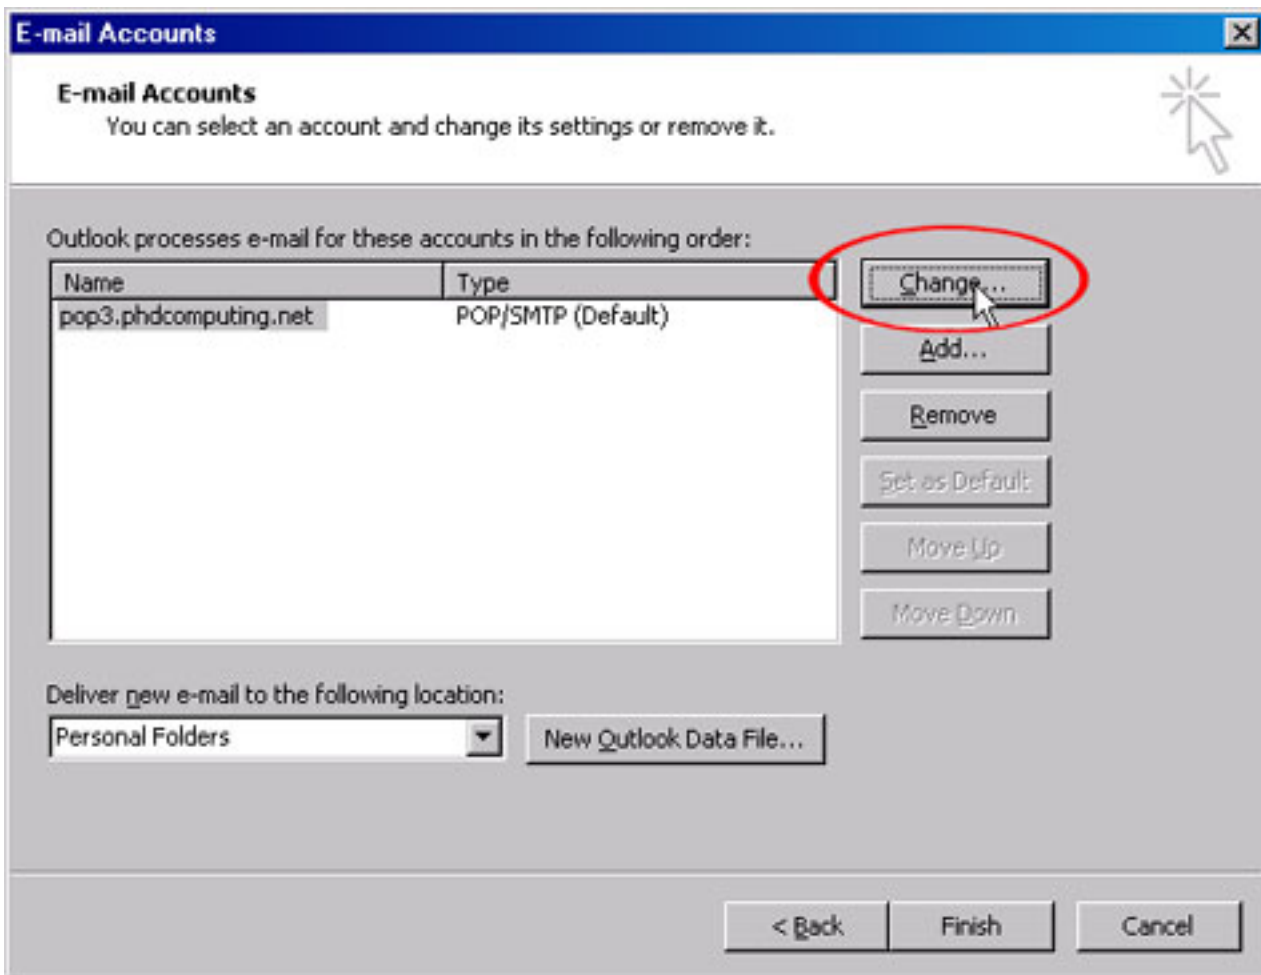 E-mail Accounts
E-mail Accounts
You can select an account and change its settings or remove it.
Outlook processes e-mail for these accounts in the following order:
Name Type
pop3.phdcomputing.net POP/SMTP (Default)
Change...
Add...
Remove
Set as Default
Move Up
Move Down
Deliver new e-mail to the following location:
Personal Folders
New Outlook Data File...
< Back Finish Cancel